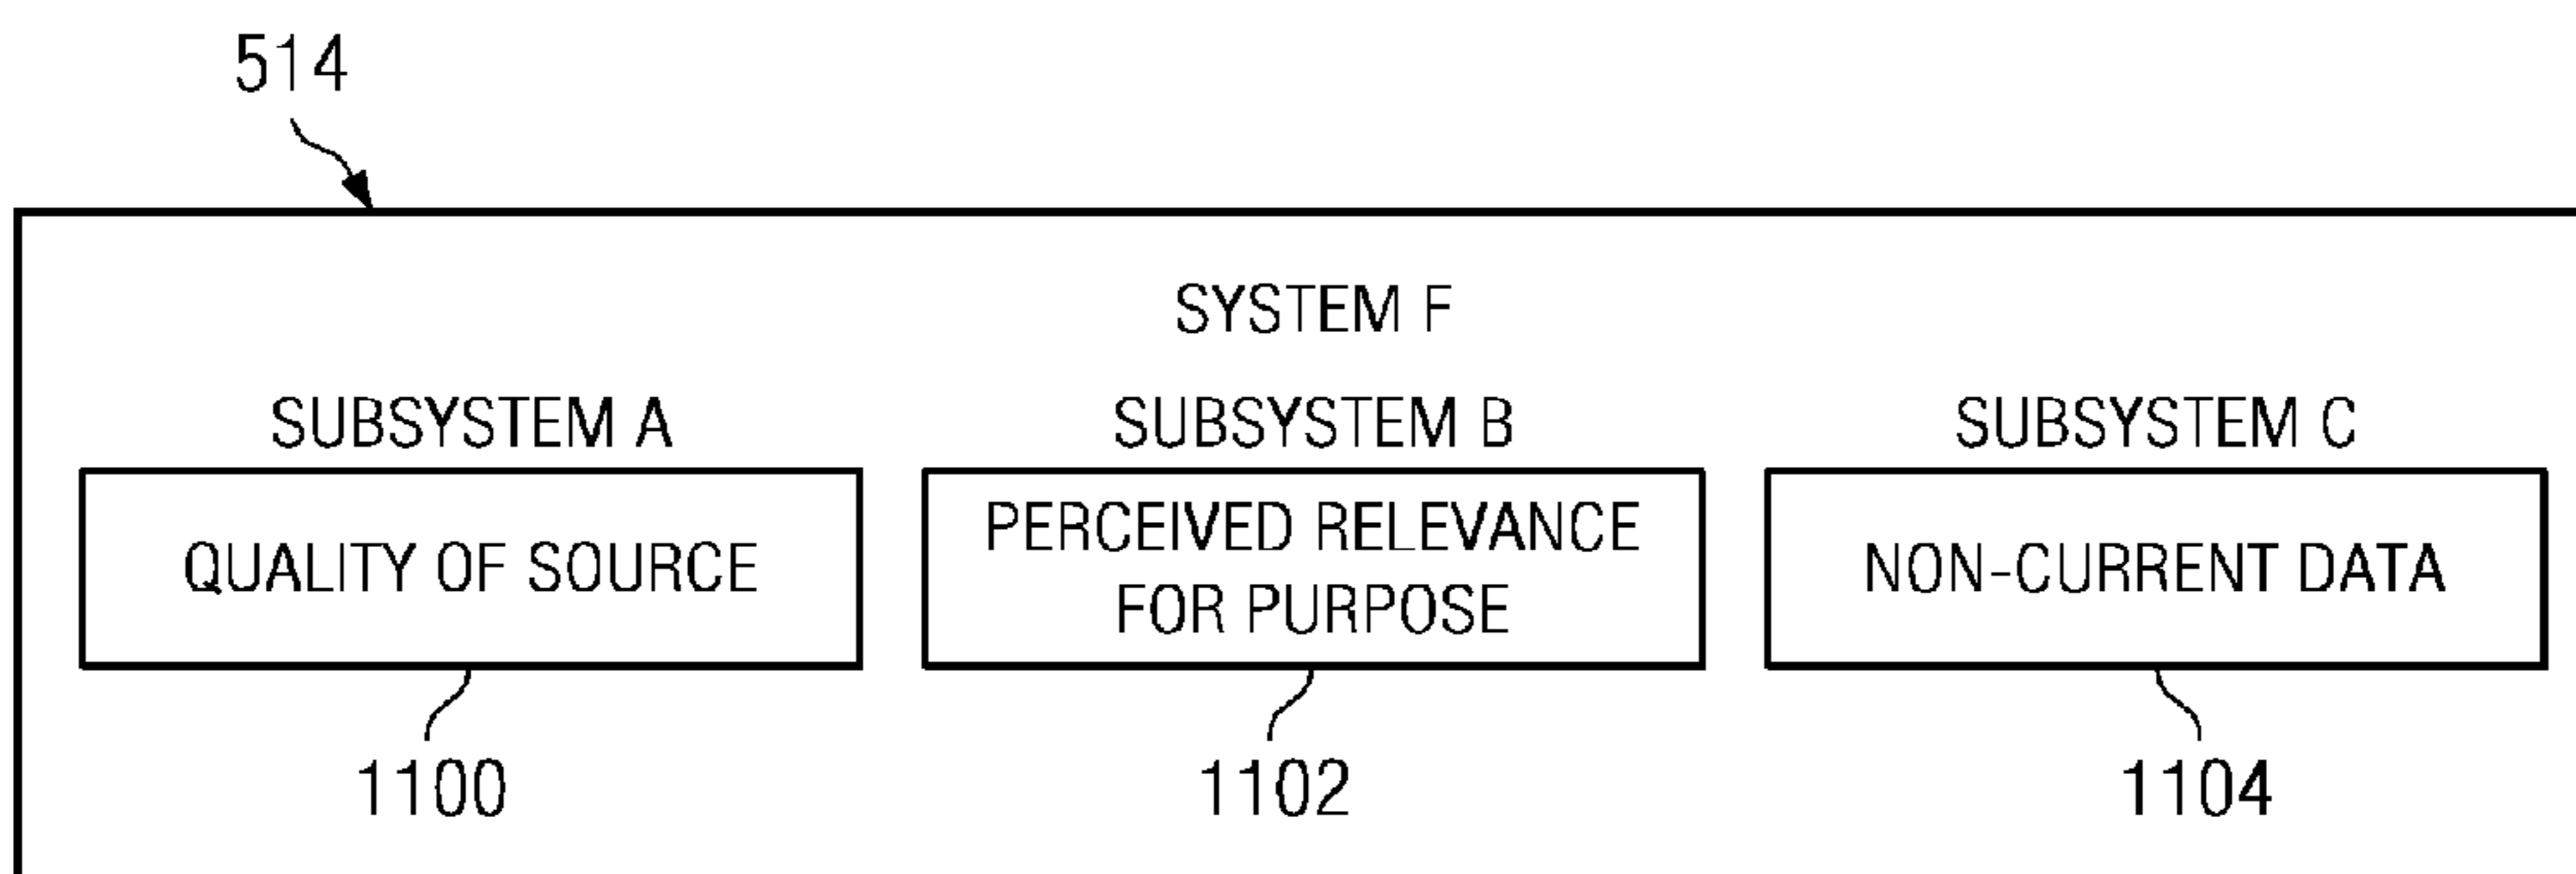 514
SYSTEM F
SUBSYSTEM A
SUBSYSTEM B
SUBSYSTEM C
QUALITY OF SOURCE
PERCEIVED RELEVANCE
FOR PURPOSE
NON-CURRENT DATA
1100
1102
1104